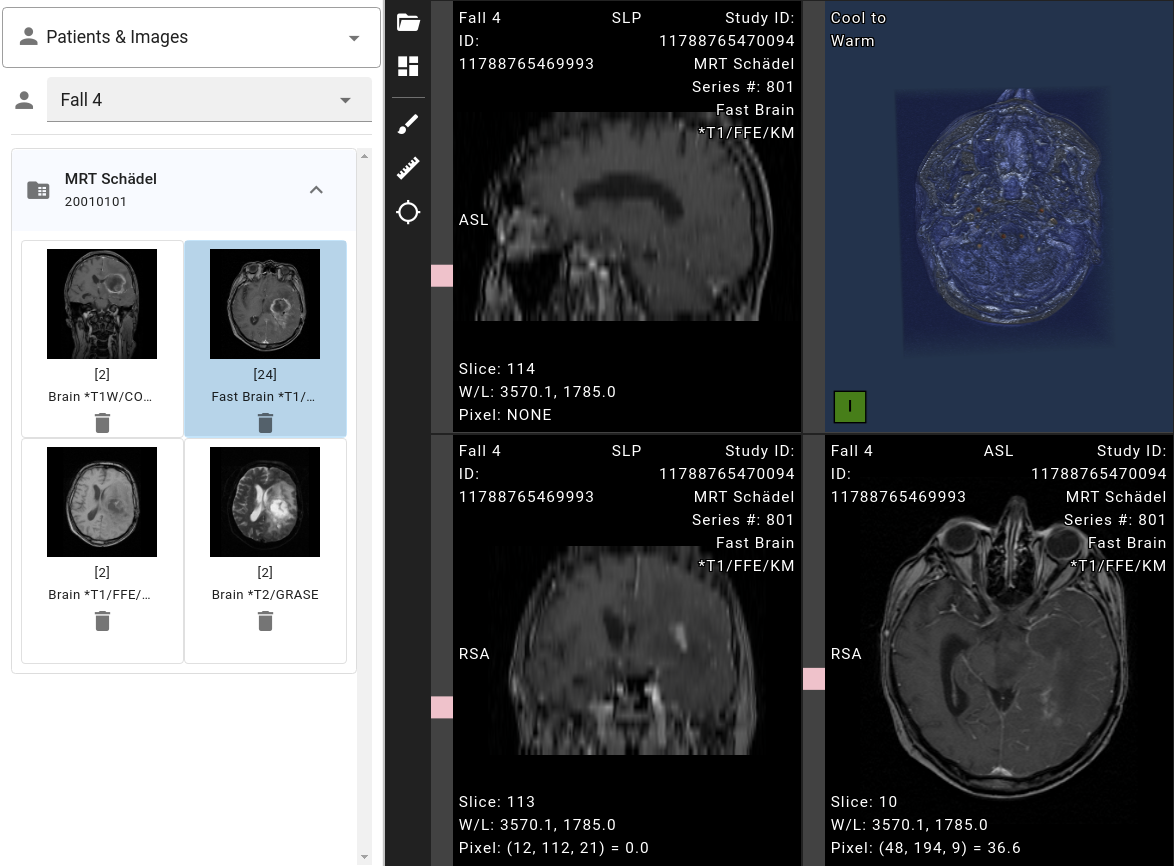 Patients & Images
Fall 4
MRT Schädel
20010101
[2]
Brain *T1W/CO…
[24]
Fast Brain *T1/…
[2]
Brain *T1/FFE/…
[2]
Brain *T2/GRASE
Fall 4
ID:
11788765469993
SLP
Study ID:
11788765470094
MRT Schädel
Series #: 801
Fast Brain
*T1/FFE/KM
ASL
Slice: 114
W/L: 3570.1, 1785.0
Pixel: NONE
Cool to
Warm
I
Fall 4
ID:
11788765469993
SLP
Study ID:
11788765470094
MRT Schädel
Series #: 801
Fast Brain
*T1/FFE/KM
RSA
Slice: 113
W/L: 3570.1, 1785.0
Pixel: (12, 112, 21) = 0.0
Fall 4
ID:
11788765469993
ASL
Study ID:
11788765470094
MRT Schädel
Series #: 801
Fast Brain
*T1/FFE/KM
RSA
Slice: 10
W/L: 3570.1, 1785.0
Pixel: (48, 194, 9) = 36.6